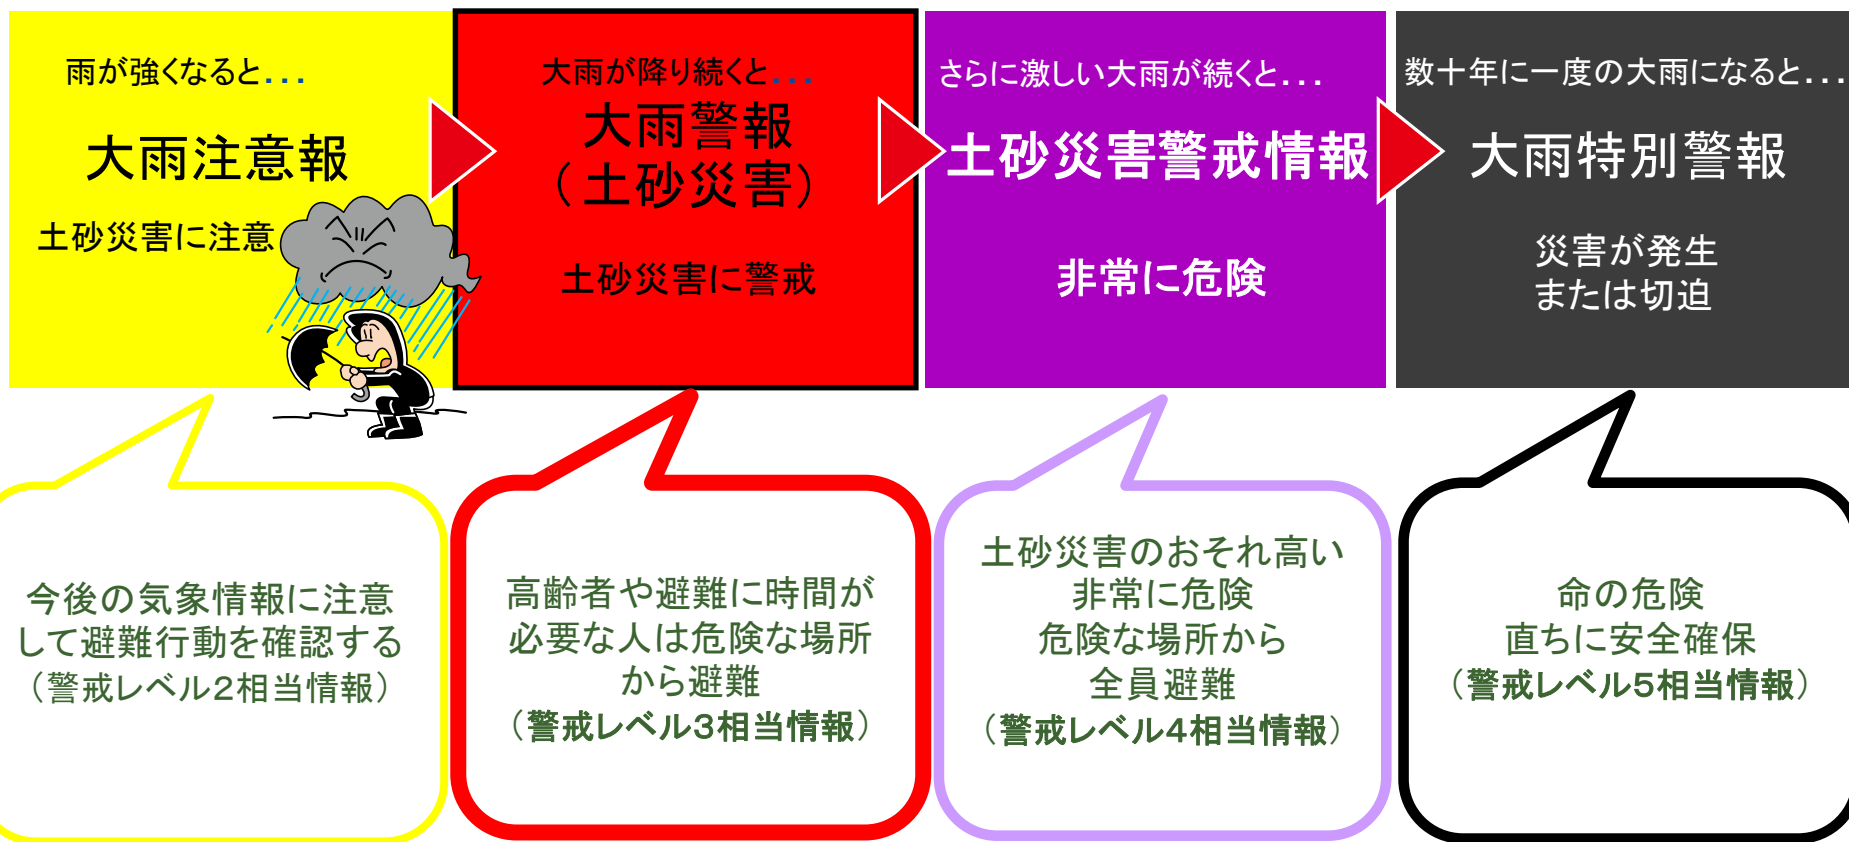 雨が強くなると...
大雨注意報
土砂災害に注意
大雨が降り続くと...
大雨警報
（土砂災害）
土砂災害に警戒
さらに激しい大雨が続くと...
土砂災害警戒情報
非常に危険
数十年に一度の大雨になると...
大雨特別警報
災害が発生
または切迫
今後の気象情報に注意
して避難行動を確認する
（警戒レベル２相当情報）
高齢者や避難に時間が
必要な人は危険な場所
から避難
（警戒レベル３相当情報）
土砂災害のおそれ高い
非常に危険
危険な場所から
全員避難
（警戒レベル４相当情報）
命の危険
直ちに安全確保
（警戒レベル５相当情報）